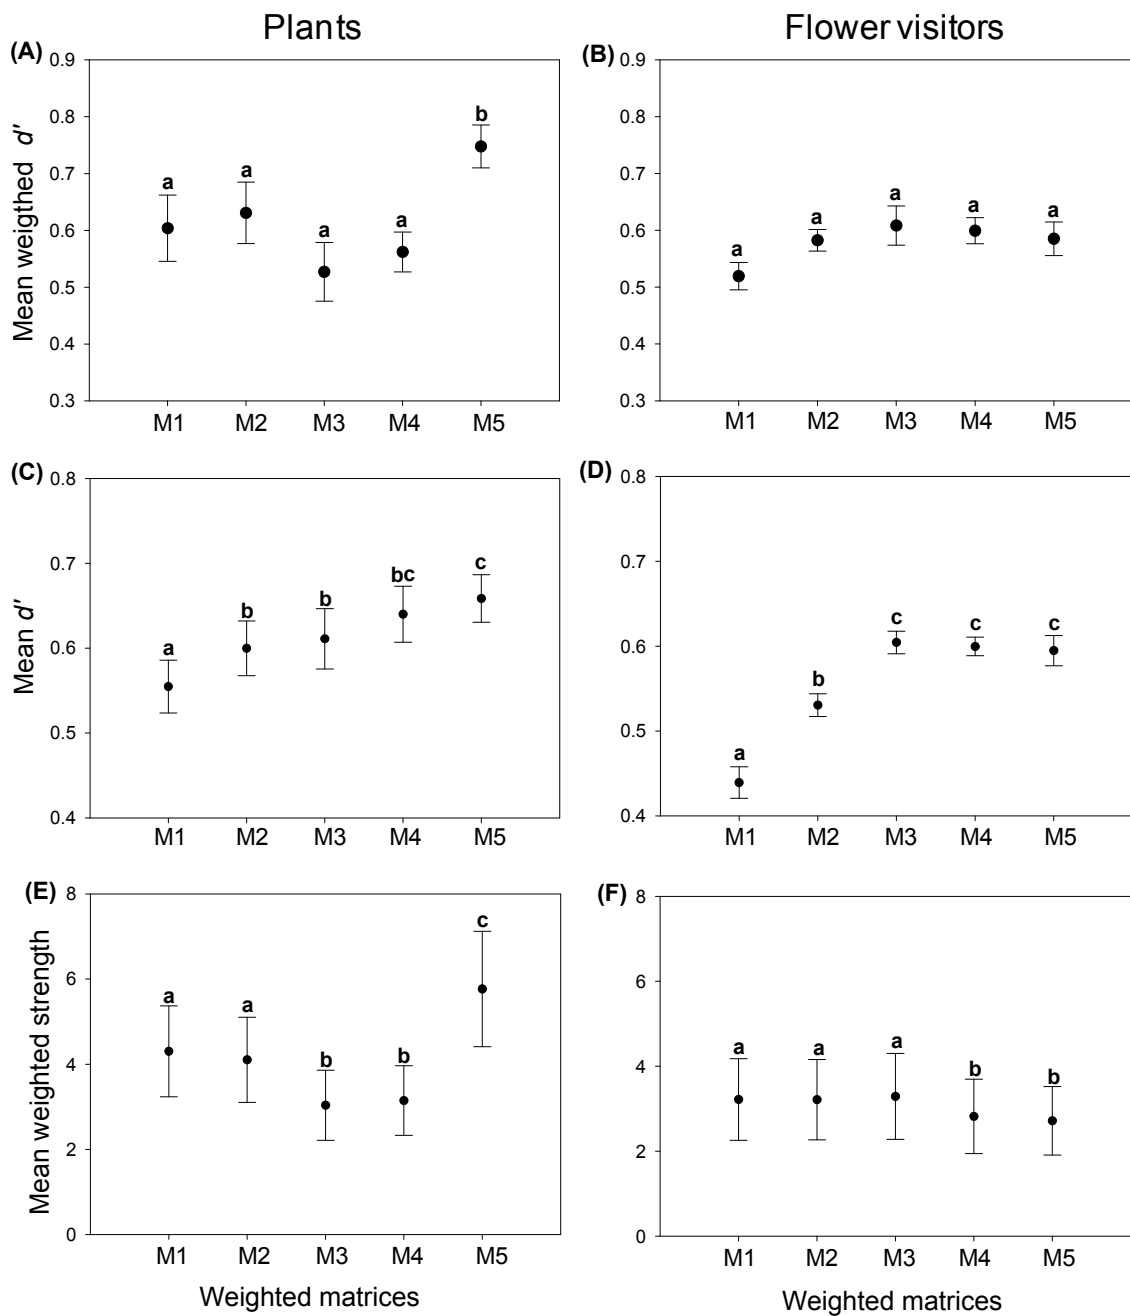 Plants Flower visitors
(A) (B)
0.9 0.9
0.8 b 0.8
a a
0.7 0.7
a a a a
0.6 a a 0.6 a
0.5 0.5
0.4 0.4
0.3 0.3
Mean weigthed d'
M1 M2 M3 M4 M5 M1 M2 M3 M4 M5
(C) (D)
0.8 0.8
0.7 bc c 0.7
b b c c c
0.6 a 0.6 b
0.5 0.5 a
0.4 0.4
Mean d'
M1 M2 M3 M4 M5 M1 M2 M3 M4 M5
(E) (F)
8 8
c
6 a a 6
a a a
4 b b 4 b b
2 2
0 0
Mean weighted strength
M1 M2 M3 M4 M5 M1 M2 M3 M4 M5
Weighted matrices Weighted matrices